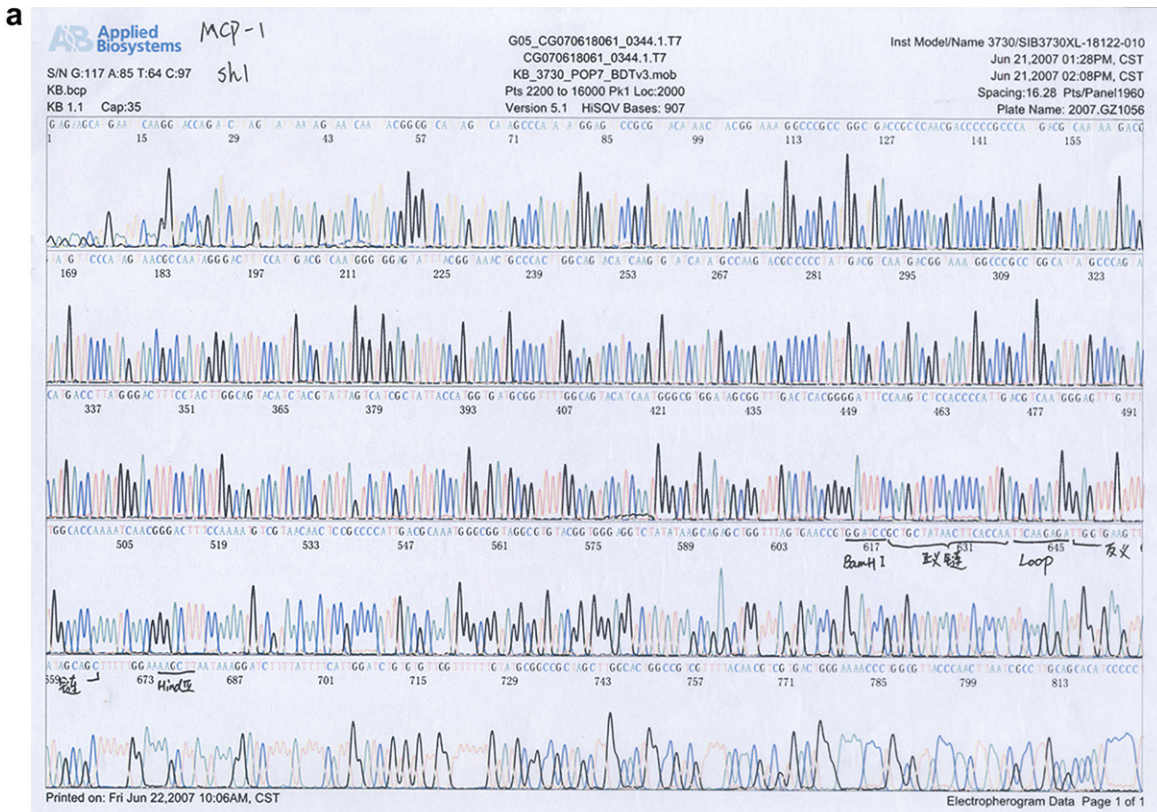 a
AB Applied
Biosystems
MCP-1
sh1
S/N G:117 A:85 T:64 C:97
KB.bcp
KB 1.1 Cap:35
G05_CG070618061_0344.1.T7
CG070618061_0344.1.T7
KB_3730_POP7_BDTv3.mob
Pts 2200 to 16000 Pk1 Loc:2000
Version 5.1 HiSQV Bases: 907
Inst Model/Name 3730/SIB3730XL-18122-010
Jun 21,2007 01:28PM, CST
Jun 21,2007 02:08PM, CST
Spacing:16.28 Pts/Panel1960
Plate Name: 2007.GZ1056
1 15 29 43 57 71 85 99 113 127 141 155
169 183 197 211 225 239 253 267 281 295 309 323
CATGACCTTATGGGACTTTCCTACTTGGCAGTACATCTACGTATTAGTCATCGCTATTACCATGGTGATGCGGTTTTGGCAGTACATCAATGGGCGTGGATAGCGGTTTGACTCACGGGGATTTCCAAGTCTCCACCCCATTGACGTCAATGGGAGTTTGTTT
337 351 365 379 393 407 421 435 449 463 477 491
TGGCACCAAAATCAACGGGACTTTCCAAAATGTCGTAACAACTCCGCCCCATTGACGCAAATGGGCGGTAGGCGTGTACGGTGGGAGGTCTATATAAGCAGAGCTGGTTTAGTGAACCGTGGATCCGCTGCTATAACTTCACCAATTCAAGAGATTGGTGAAGTT
505 519 533 547 561 575 589 603 617 631 645
BamH I 正义链 Loop 反义
673 687 701 715 729 743 757 771 785 799 813
链 Hind III
Printed on: Fri Jun 22,2007 10:06AM, CST
Electropherogram Data Page 1 of 1